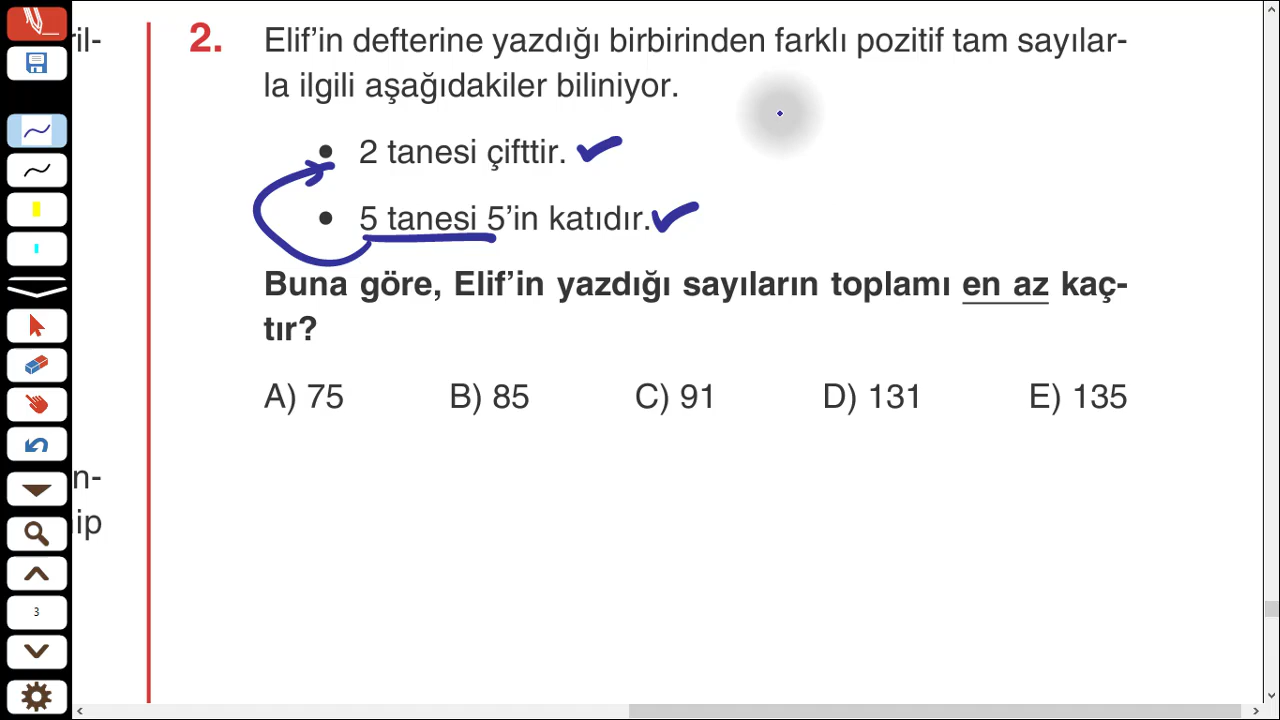 ril-
2. Elif’in defterine yazdığı birbirinden farklı pozitif tam sayılar-
la ilgili aşağıdakiler biliniyor.
• 2 tanesi çifttir.
• 5 tanesi 5’in katıdır.
Buna göre, Elif’in yazdığı sayıların toplamı en az kaç-
tır?
A) 75 B) 85 C) 91 D) 131 E) 135
n-
ip
3